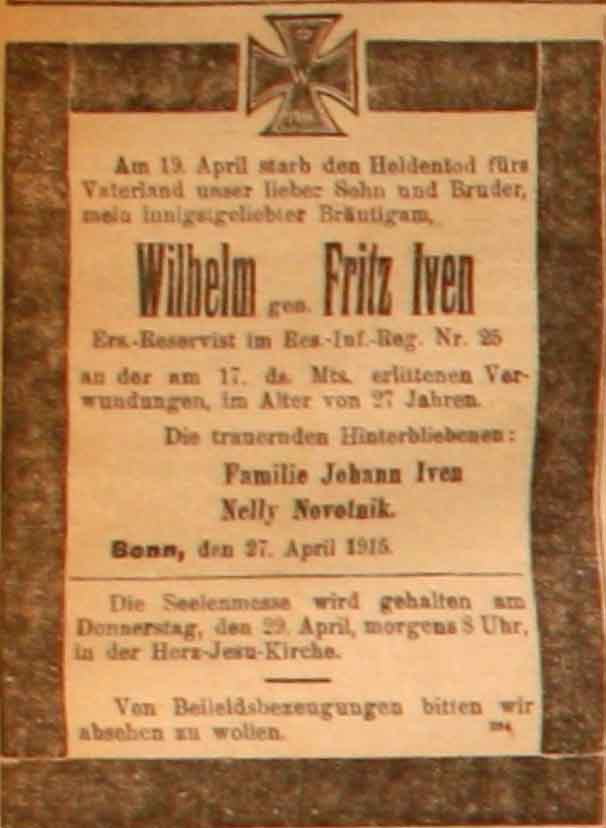 Am 19. April starb den Heldentod fürs
Vaterland unser lieber Sohn und Bruder,
mein innigstgeliebter Bräutigam,
Wilhelm gen. Fritz Iven
Ers.-Reservist im Res.-Inf.-Reg. Nr. 25
an der am 17. ds. Mts. erlittenen Ver-
wundungen, im Alter von 27 Jahren.
Die trauernden Hinterbliebenen:
Familie Johann Iven
Nelly Novotnik.
Bonn, den 27. April 1915.
Die Seelenmesse wird gehalten am
Donnerstag, den 29. April, morgens 8 Uhr,
in der Herz-Jesu-Kirche.
Von Beileidsbezeugungen bitten wir
absehen zu wollen.